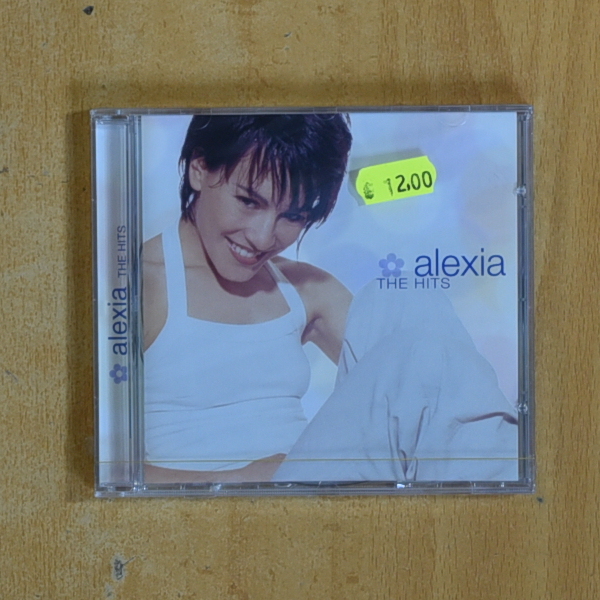 € 12.00
alexia
THE HITS
alexia THE HITS